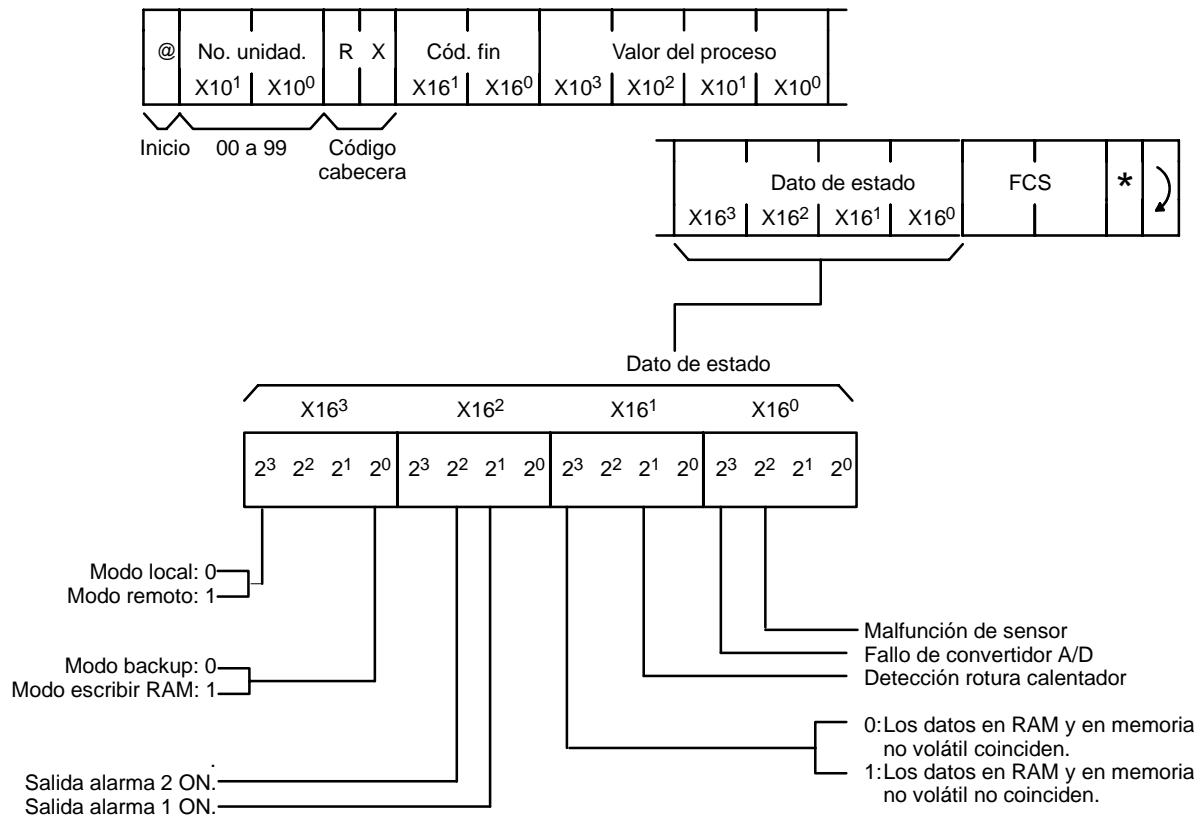 @ No. unidad. R X Cód. fin Valor del proceso
X10¹ X10⁰ X16¹ X16⁰ X10³ X10² X10¹ X10⁰
Inicio 00 a 99 Código
cabecera
Dato de estado FCS *
X16³ X16² X16¹ X16⁰
Dato de estado
X16³ X16² X16¹ X16⁰
2³ 2² 2¹ 2⁰ 2³ 2² 2¹ 2⁰ 2³ 2² 2¹ 2⁰ 2³ 2² 2¹ 2⁰
Modo local: 0
Modo remoto: 1
Modo backup: 0
Modo escribir RAM: 1
.
Salida alarma 2 ON.
Salida alarma 1 ON.
Malfunción de sensor
Fallo de convertidor A/D
Detección rotura calentador
0:Los datos en RAM y en memoria
no volátil coinciden.
1:Los datos en RAM y en memoria
no volátil no coinciden.